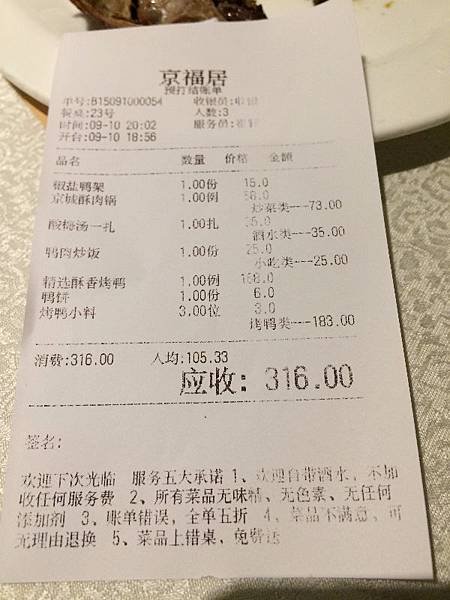 京福居
预打结账单
单号:B15091000054 收银员:
餐桌:23号 人数:3
时间:09-10 20:02 服务员:
开台:09-10 18:56
品名 数量 价格 金额
椒盐鸭架 1.00份 15.0
京城酥肉锅 1.00例 58.0
炒菜类---73.00
酸梅汤一扎 1.00扎 35.0
酒水类---35.00
鸭肉炒饭 1.00份 25.0
小吃类---25.00
精选酥香烤鸭 1.00例 168.0
鸭饼 1.00份 6.0
烤鸭小料 3.00位 3.0
烤鸭类---183.00
消费:316.00 人均:105.33
应收: 316.00
签名:
欢迎下次光临 服务五大承诺 1、欢迎自带酒水，不加
收任何服务费 2、所有菜品无味精、无色素、无任何
添加剂 3、账单错误，全单五折 4、菜品不满意，可
无理由退换 5、菜品上错桌，免费送